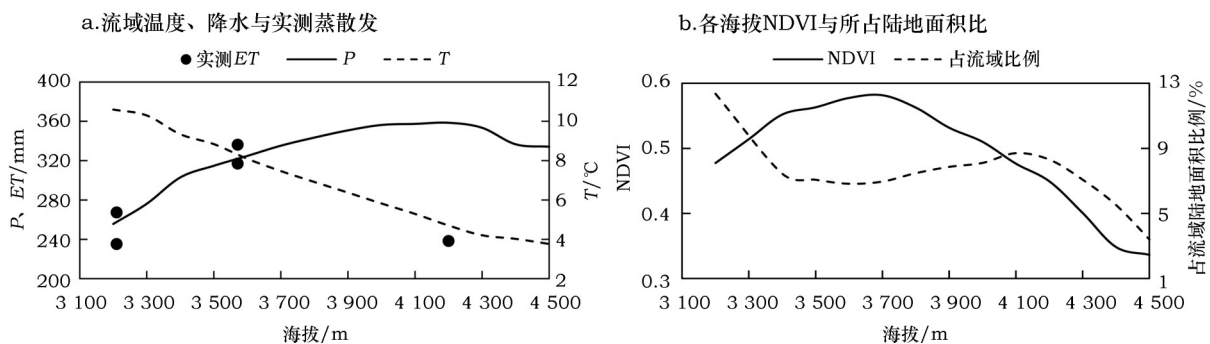 a.流域温度、降水与实测蒸散发
实测ET P T
400
360
320
280
240
200
P、ET/mm
12
10
8
6
4
2
T/℃
3 100 3 300 3 500 3 700 3 900 4 100 4 300 4 500
海拔/m
b.各海拔NDVI与所占陆地面积比
NDVI 占流域比例
0.6
0.5
0.4
0.3
NDVI
13
9
5
1
占流域陆地面积比例/%
3 100 3 300 3 500 3 700 3 900 4 100 4 300 4 500
海拔/m